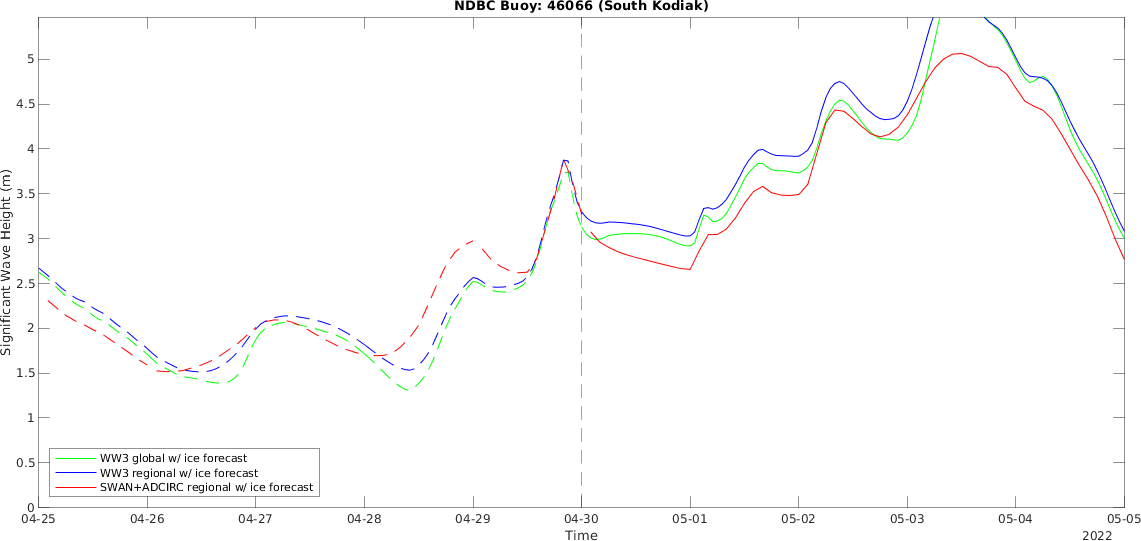 NDBC Buoy: 46066 (South Kodiak)
Significant Wave Height (m)
5
4.5
4
3.5
3
2.5
2
1.5
1
0.5
0
WW3 global w/ ice forecast
WW3 regional w/ ice forecast
SWAN+ADCIRC regional w/ ice forecast
04-25 04-26 04-27 04-28 04-29 04-30 05-01 05-02 05-03 05-04 05-05
Time
2022